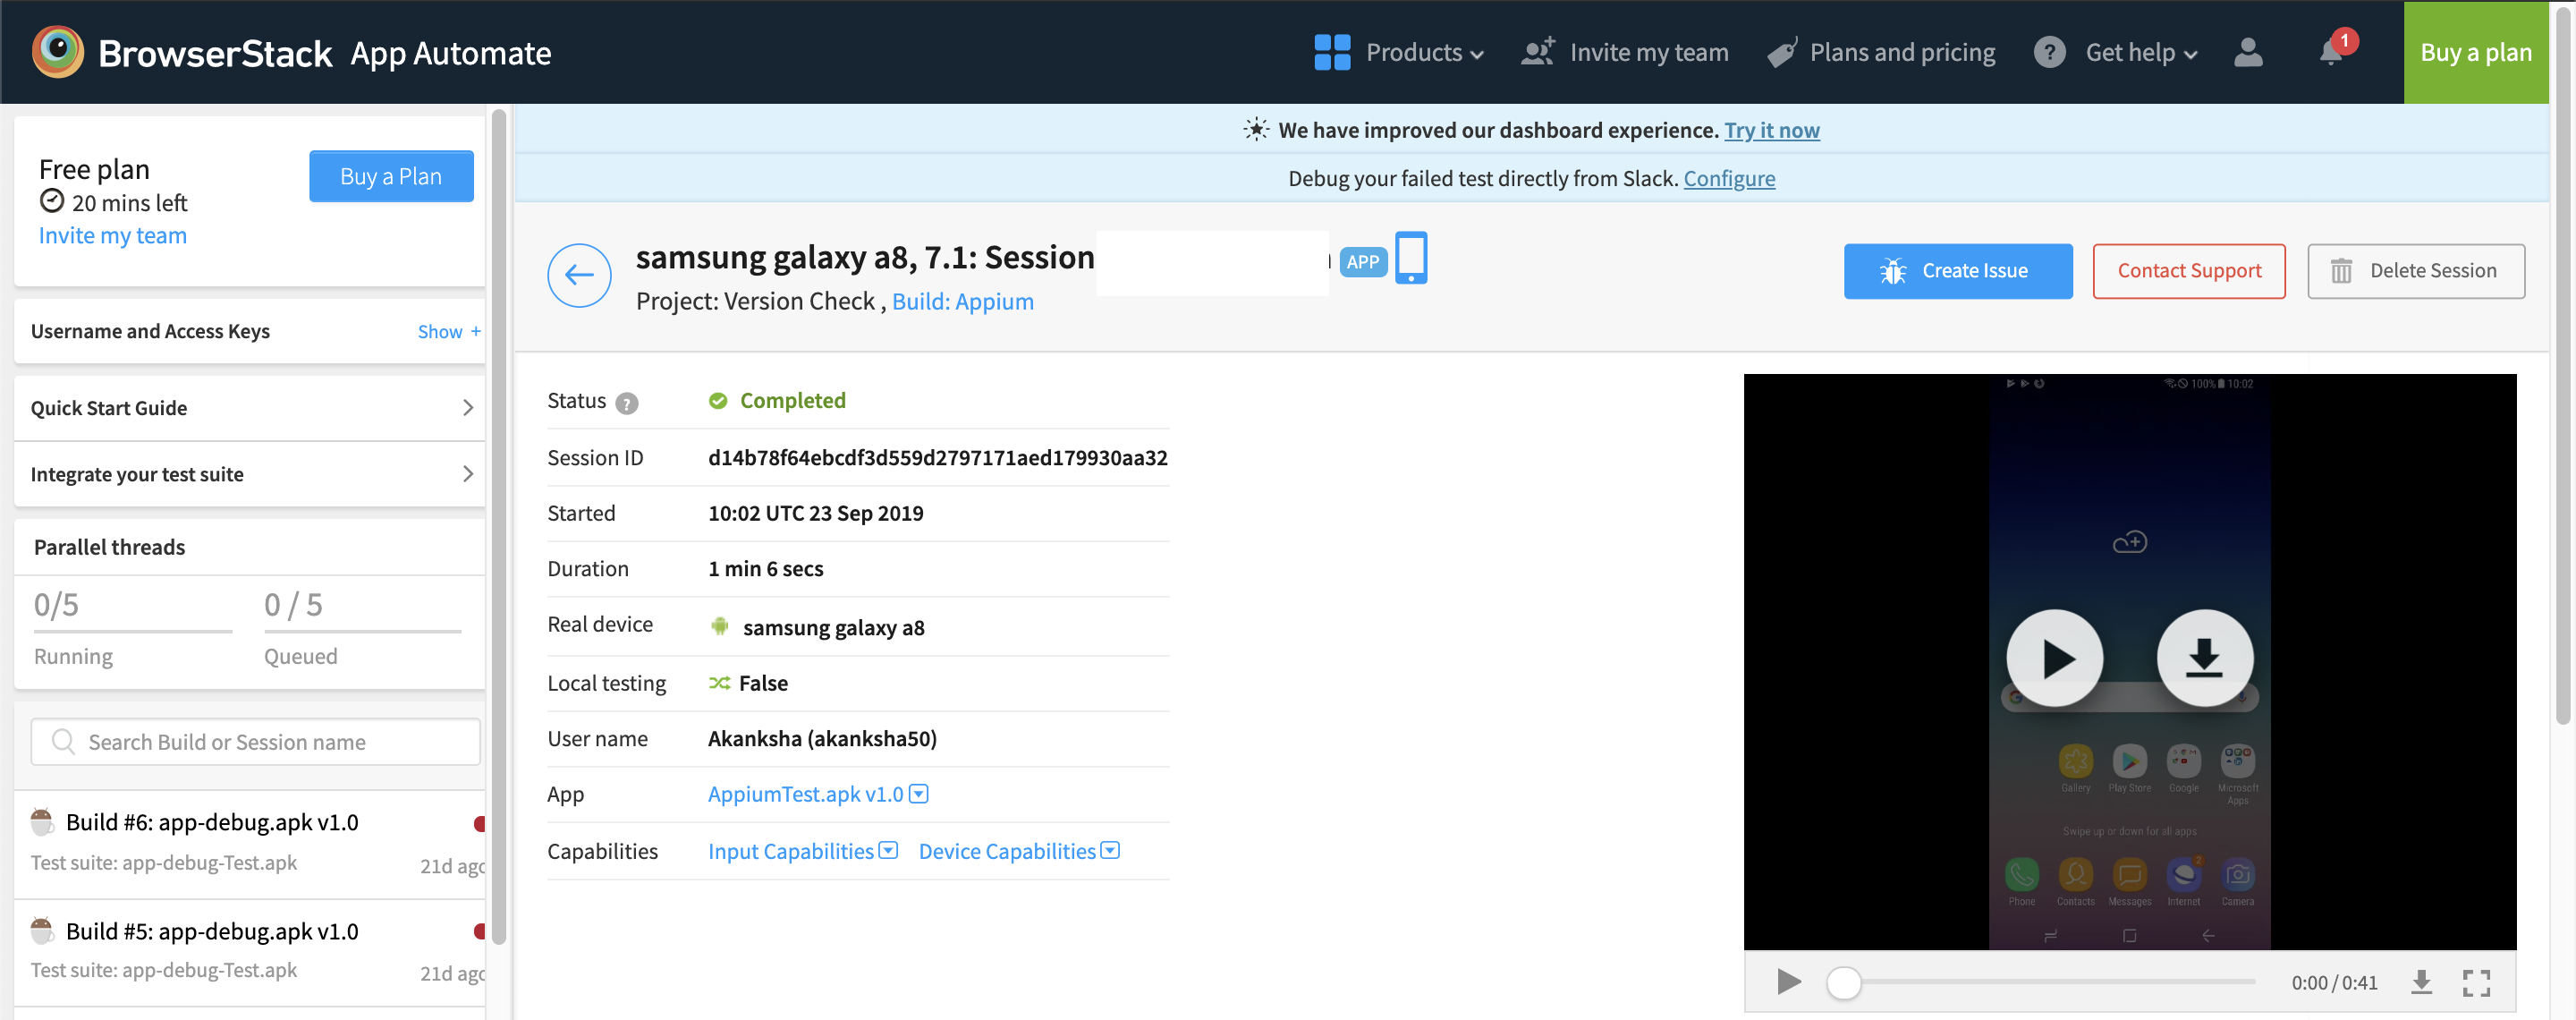 BrowserStack App Automate
Products
Invite my team
Plans and pricing
? Get help
1
Buy a plan
Free plan
20 mins left
Invite my team
Buy a Plan
Username and Access Keys Show +
Quick Start Guide
Integrate your test suite
Parallel threads
0/5 0 / 5
Running Queued
Search Build or Session name
Build #6: app-debug.apk v1.0
Test suite: app-debug-Test.apk 21d ago
Build #5: app-debug.apk v1.0
Test suite: app-debug-Test.apk 21d ago
We have improved our dashboard experience. Try it now
Debug your failed test directly from Slack. Configure
samsung galaxy a8, 7.1: Session APP
Project: Version Check , Build: Appium
Create Issue
Contact Support
Delete Session
Status ? Completed
Session ID d14b78f64ebcdf3d559d2797171aed179930aa32
Started 10:02 UTC 23 Sep 2019
Duration 1 min 6 secs
Real device samsung galaxy a8
Local testing False
User name Akanksha (akanksha50)
App AppiumTest.apk v1.0
Capabilities Input Capabilities Device Capabilities
100% 10:02
Gallery Play Store Google Microsoft Apps
Swipe up or down for all apps
2
Phone Contacts Messages Internet Camera
0:00 / 0:41